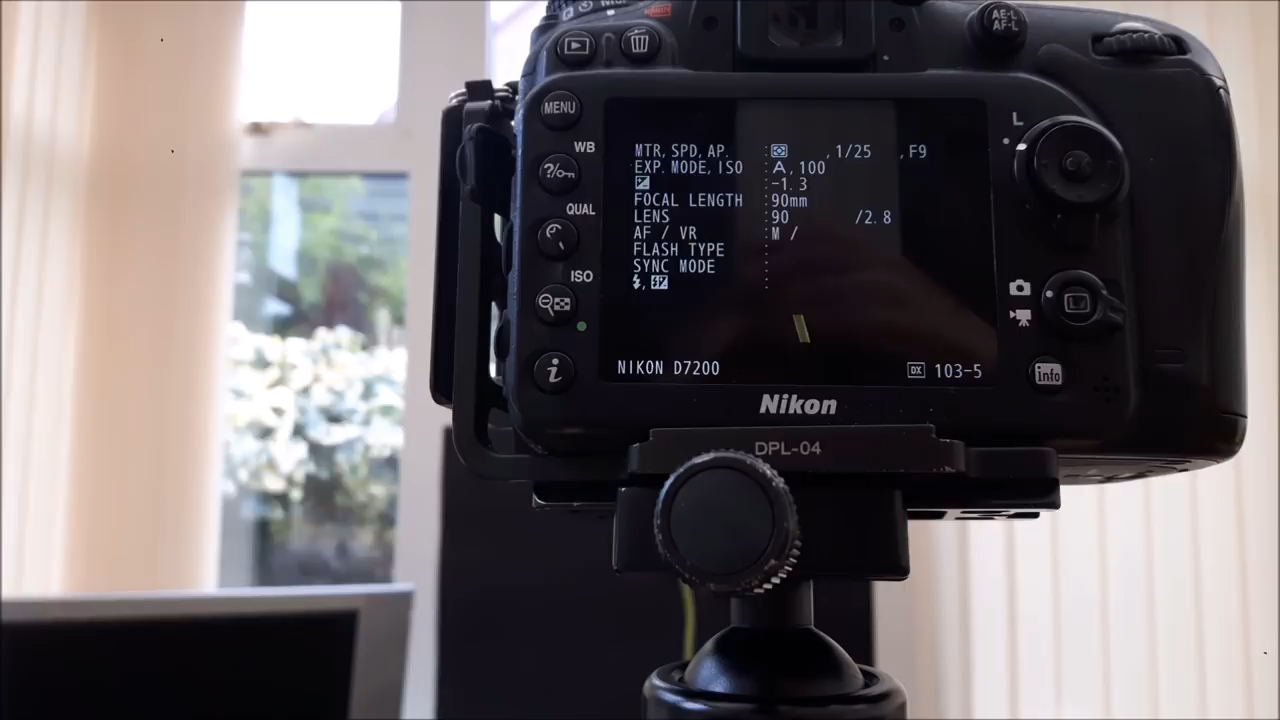 AE-L
AF-L
MENU
WB
QUAL
ISO
i
MTR, SPD, AP. : , 1/25 , F9
EXP. MODE, ISO : A, 100
: -1.3
FOCAL LENGTH : 90mm
LENS : 90 /2.8
AF / VR : M /
FLASH TYPE :
SYNC MODE :
, :
NIKON D7200
DX 103-5
L
OK
Lv
info
Nikon
DPL-04